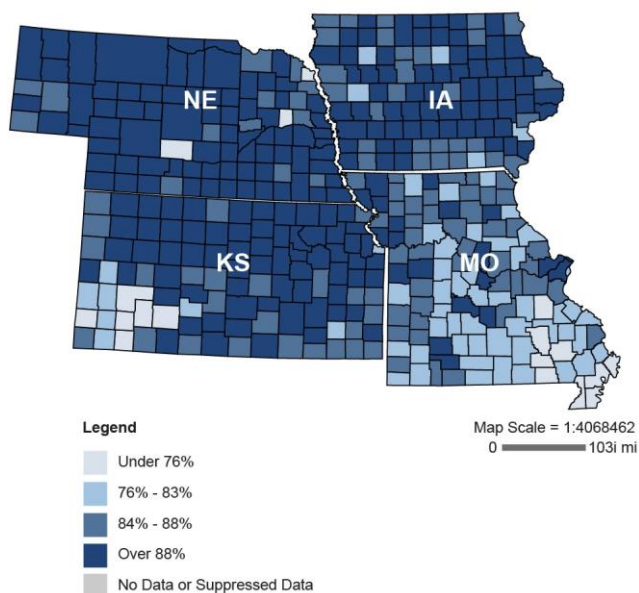 NE
IA
KS
MO
Legend
Under 76%
76% - 83%
84% - 88%
Over 88%
No Data or Suppressed Data
Map Scale = 1:4068462
0 103i mi